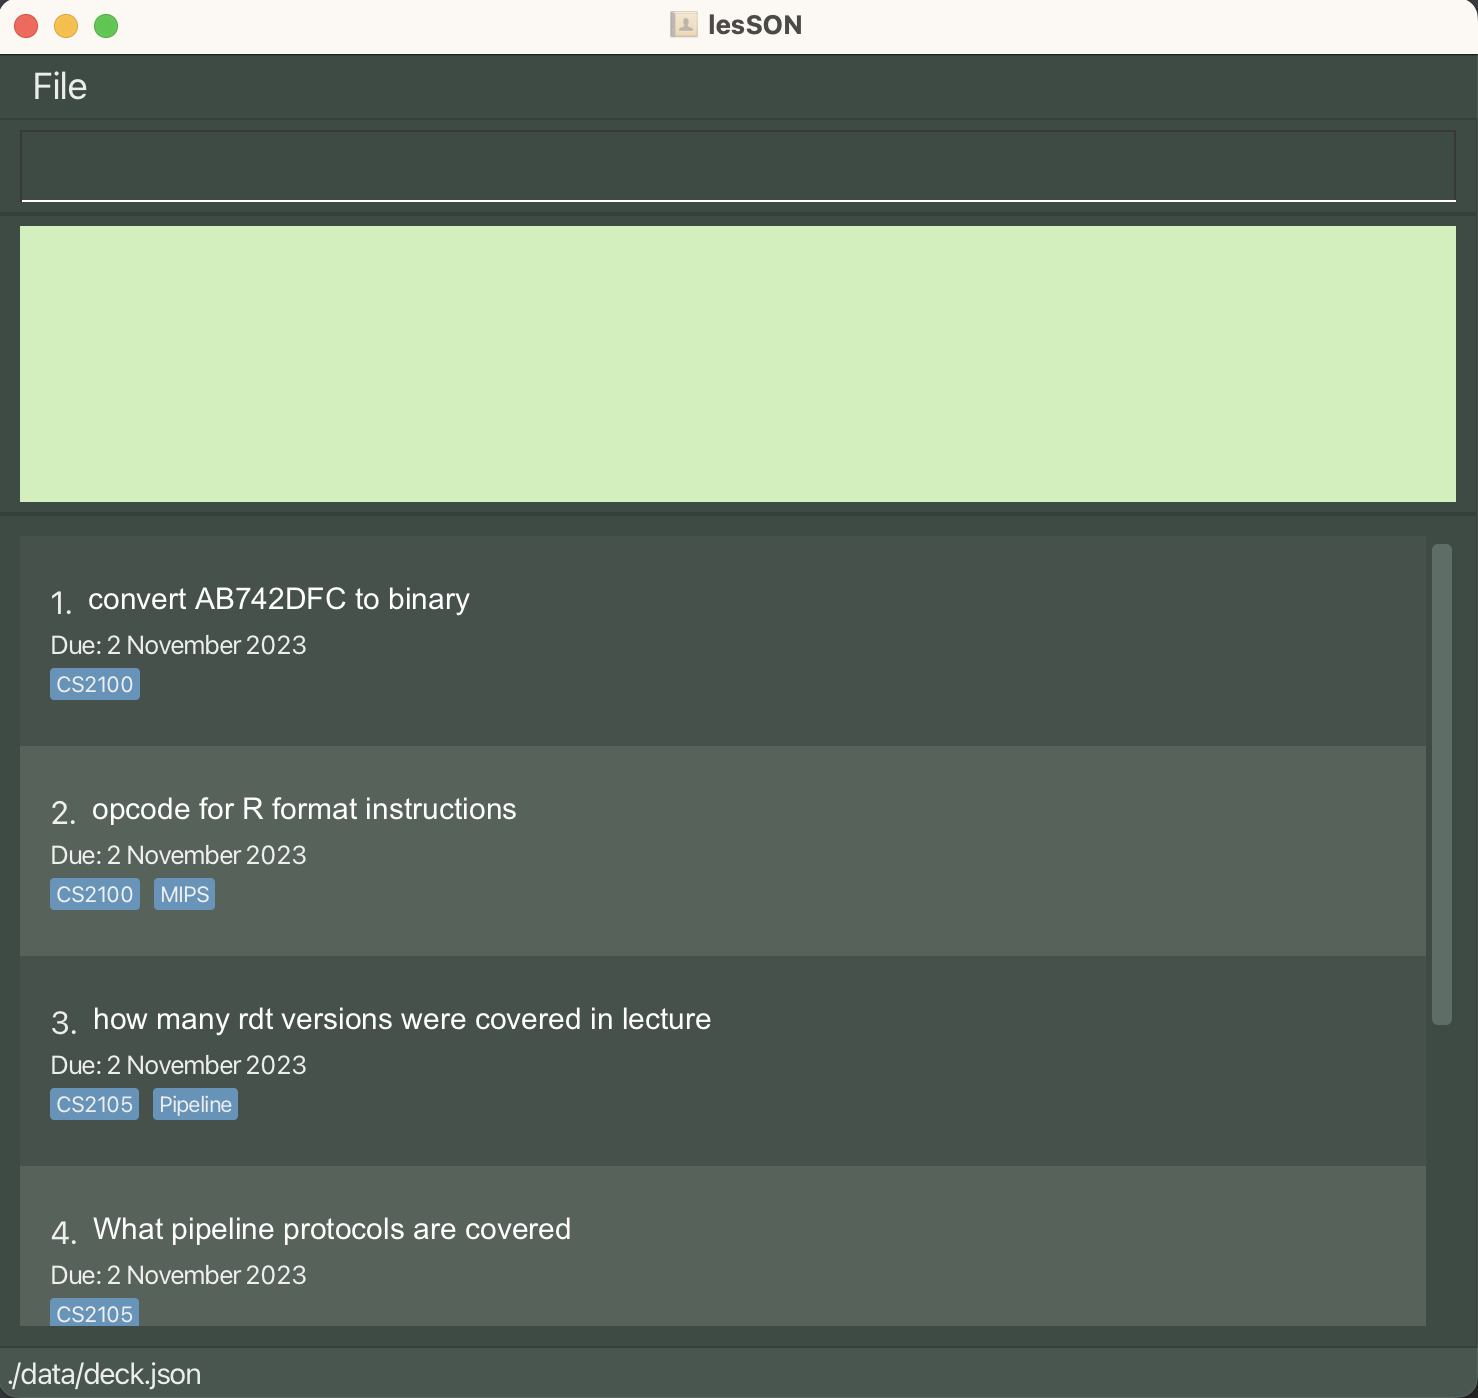 lesSON
File
1. convert AB742DFC to binary
Due: 2 November 2023
CS2100
2. opcode for R format instructions
Due: 2 November 2023
CS2100 MIPS
3. how many rdt versions were covered in lecture
Due: 2 November 2023
CS2105 Pipeline
4. What pipeline protocols are covered
Due: 2 November 2023
CS2105
./data/deck.json